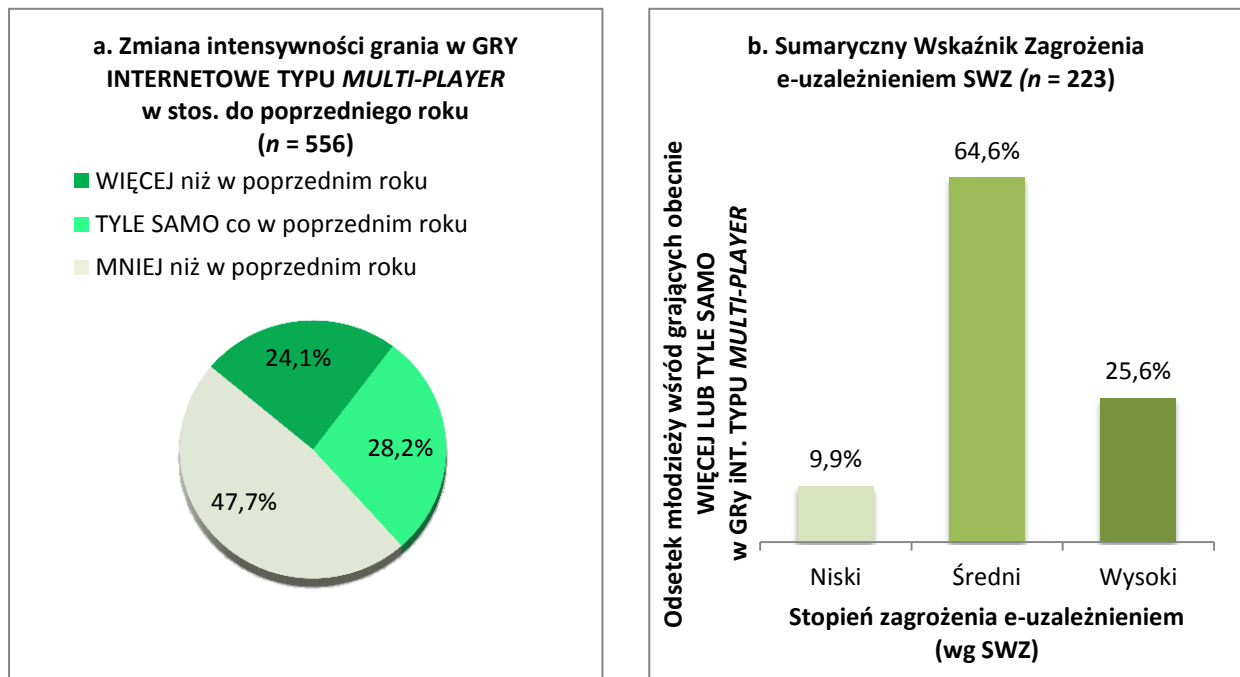 a. Zmiana intensywności grania w GRY
INTERNETOWE TYPU MULTI-PLAYER
w stos. do poprzedniego roku
(n = 556)
WIĘCEJ niż w poprzednim roku
TYLE SAMO co w poprzednim roku
MNIEJ niż w poprzednim roku
24,1%
28,2%
47,7%
b. Sumaryczny Wskaźnik Zagrożenia
e-uzależnieniem SWZ (n = 223)
Odsetek młodzieży wśród grających obecnie
WIĘCEJ LUB TYLE SAMO
w GRy iNT. TYPU MULTI-PLAYER
64,6%
25,6%
9,9%
Niski
Średni
Wysoki
Stopień zagrożenia e-uzależnieniem
(wg SWZ)